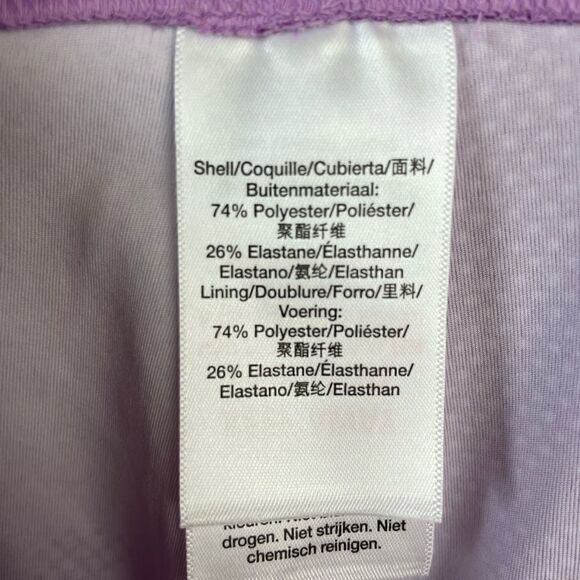 Shell/Coquille/Cubierta/面料/
Buitenmateriaal:
74% Polyester/Poliéster/
聚酯纤维
26% Elastane/Élasthanne/
Elastano/氨纶/Elasthan
Lining/Doublure/Forro/里料/
Voering:
74% Polyester/Poliéster/
聚酯纤维
26% Elastane/Élasthanne/
Elastano/氨纶/Elasthan
drogen. Niet strijken. Niet
chemisch reinigen.